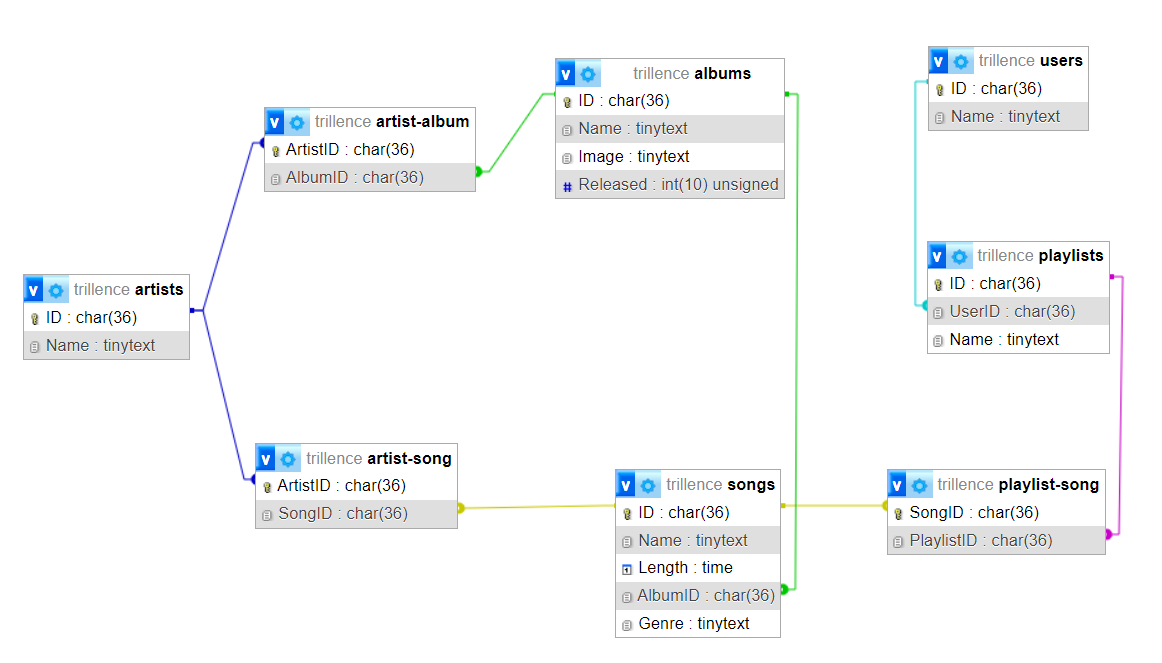 v trillence users
ID : char(36)
Name : tinytext
v trillence albums
ID : char(36)
Name : tinytext
Image : tinytext
# Released : int(10) unsigned
v trillence artist-album
ArtistID : char(36)
AlbumID : char(36)
v trillence playlists
ID : char(36)
UserID : char(36)
Name : tinytext
v trillence artists
ID : char(36)
Name : tinytext
v trillence artist-song
ArtistID : char(36)
SongID : char(36)
v trillence songs
ID : char(36)
Name : tinytext
1 Length : time
AlbumID : char(36)
Genre : tinytext
v trillence playlist-song
SongID : char(36)
PlaylistID : char(36)